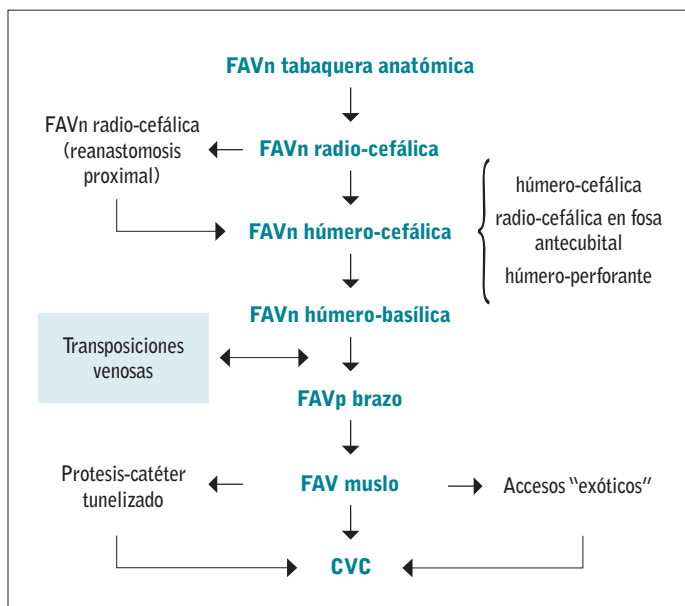 FAVn tabaquera anatómica
FAVn radio-cefálica
(reanastomosis
proximal)
FAVn radio-cefálica
húmero-cefálica
radio-cefálica en fosa
antecubital
húmero-perforante
FAVn húmero-cefálica
FAVn húmero-basílica
Transposiciones
venosas
FAVp brazo
Protesis-catéter
tunelizado
FAV muslo
Accesos "exóticos"
CVC